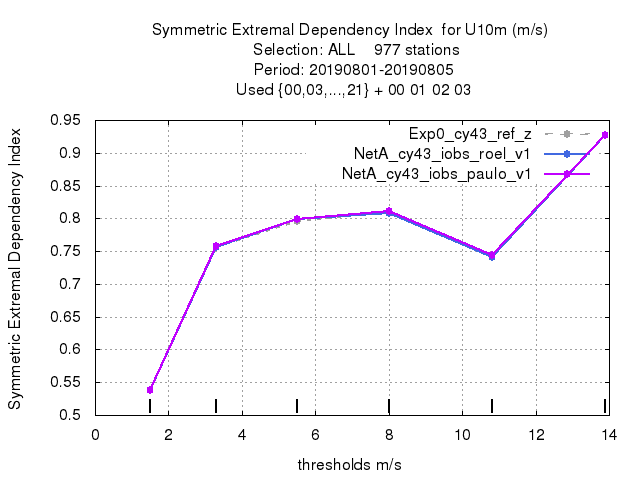 Symmetric Extremal Dependency Index for U10m (m/s)
Selection: ALL 977 stations
Period: 20190801-20190805
Used {00,03,...,21} + 00 01 02 03
Symmetric Extremal Dependency Index
0.95
0.9
0.85
0.8
0.75
0.7
0.65
0.6
0.55
0.5
Exp0_cy43_ref_z
NetA_cy43_iobs_roel_v1
NetA_cy43_iobs_paulo_v1
0 2 4 6 8 10 12 14
thresholds m/s